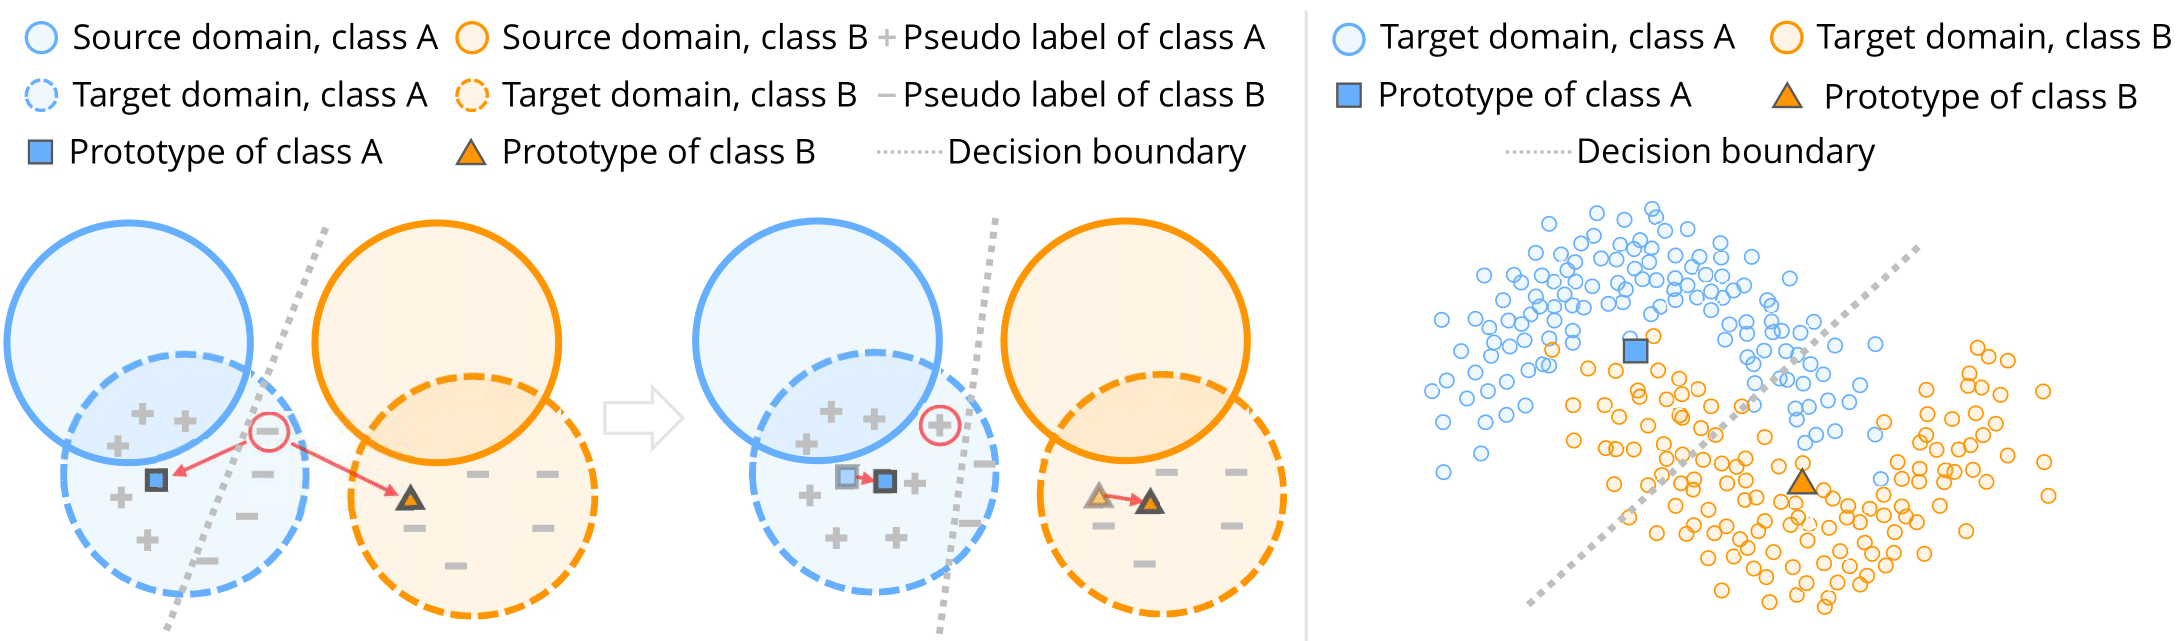 Source domain, class A Source domain, class B Pseudo label of class A
Target domain, class A Target domain, class B Pseudo label of class B
Prototype of class A Prototype of class B Decision boundary
Target domain, class A Target domain, class B
Prototype of class A Prototype of class B
Decision boundary